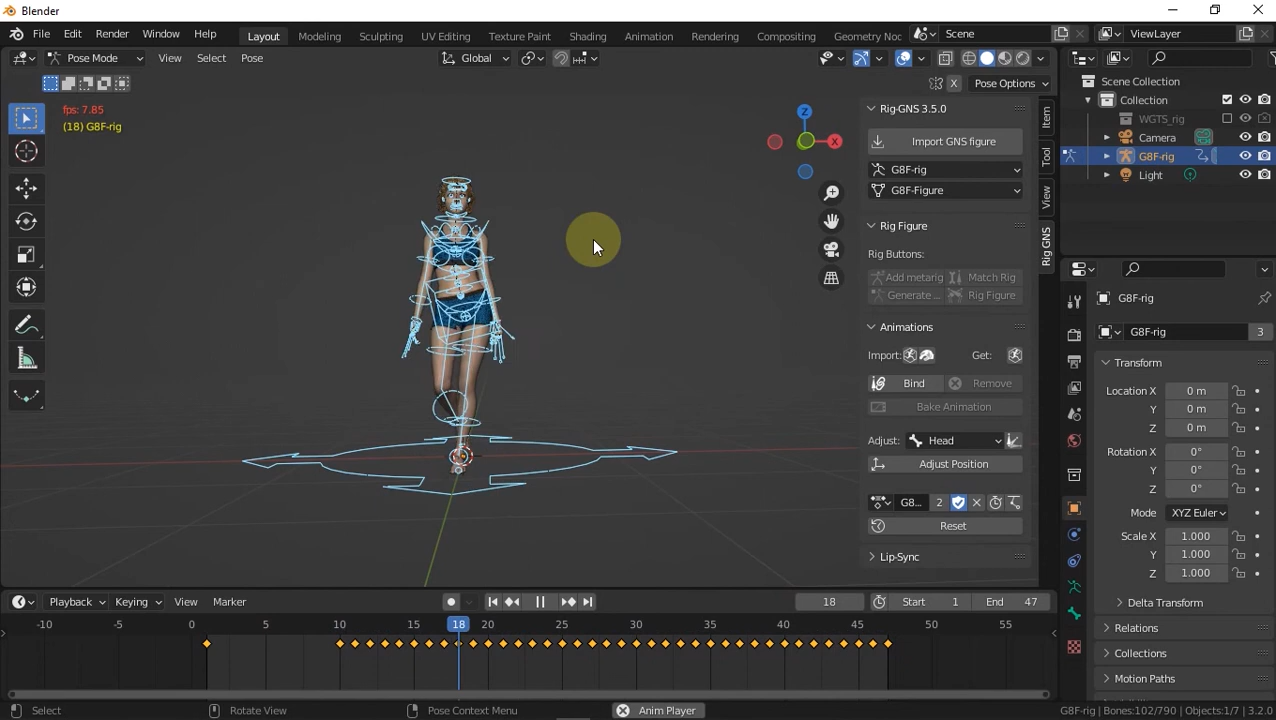 Blender
File Edit Render Window Help Layout Modeling Sculpting UV Editing Texture Paint Shading Animation Rendering Compositing Geometry Noc Scene ViewLayer
Pose Mode View Select Pose Global
X Pose Options
fps: 7.85
(18) G8F-rig
Z
X
Rig-GNS 3.5.0
Import GNS figure
G8F-rig
G8F-Figure
Rig Figure
Rig Buttons:
Add metarig Match Rig
Generate ... Rig Figure
Animations
Import: Get:
Bind Remove
Bake Animation
Adjust: Head
Adjust Position
G8... 2
Reset
Lip-Sync
Item
Tool
View
Rig GNS
Scene Collection
Collection
WGTS_rig
Camera
G8F-rig
Light
G8F-rig
G8F-rig 3
Transform
Location X 0 m
Y 0 m
Z 0 m
Rotation X 0°
Y 0°
Z 0°
Mode XYZ Euler
Scale X 1.000
Y 1.000
Z 1.000
Delta Transform
Relations
Collections
Motion Paths
Playback Keying View Marker 18 Start 1 End 47
-10 -5 0 5 10 15 18 20 25 30 35 40 45 50 55
Select Rotate View Pose Context Menu Anim Player G8F-rig | Bones:102/790 | Objects:1/7 | 3.2.0